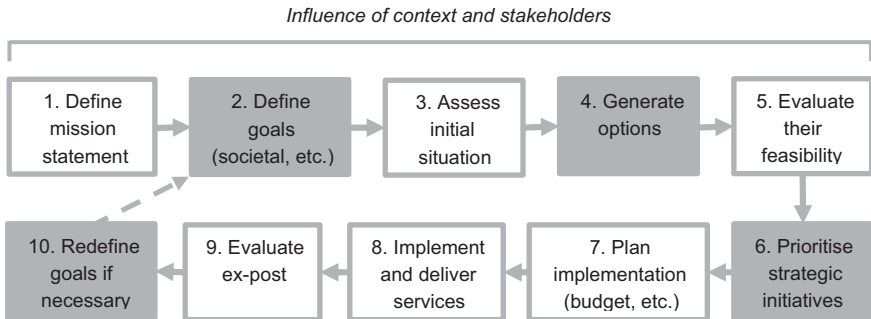 Influence of context and stakeholders
1. Define
mission
statement
2. Define
goals
(societal, etc.)
3. Assess
initial
situation
4. Generate
options
5. Evaluate
their
feasibility
6. Prioritise
strategic
initiatives
7. Plan
implementation
(budget, etc.)
8. Implement
and deliver
services
9. Evaluate
ex-post
10. Redefine
goals if
necessary